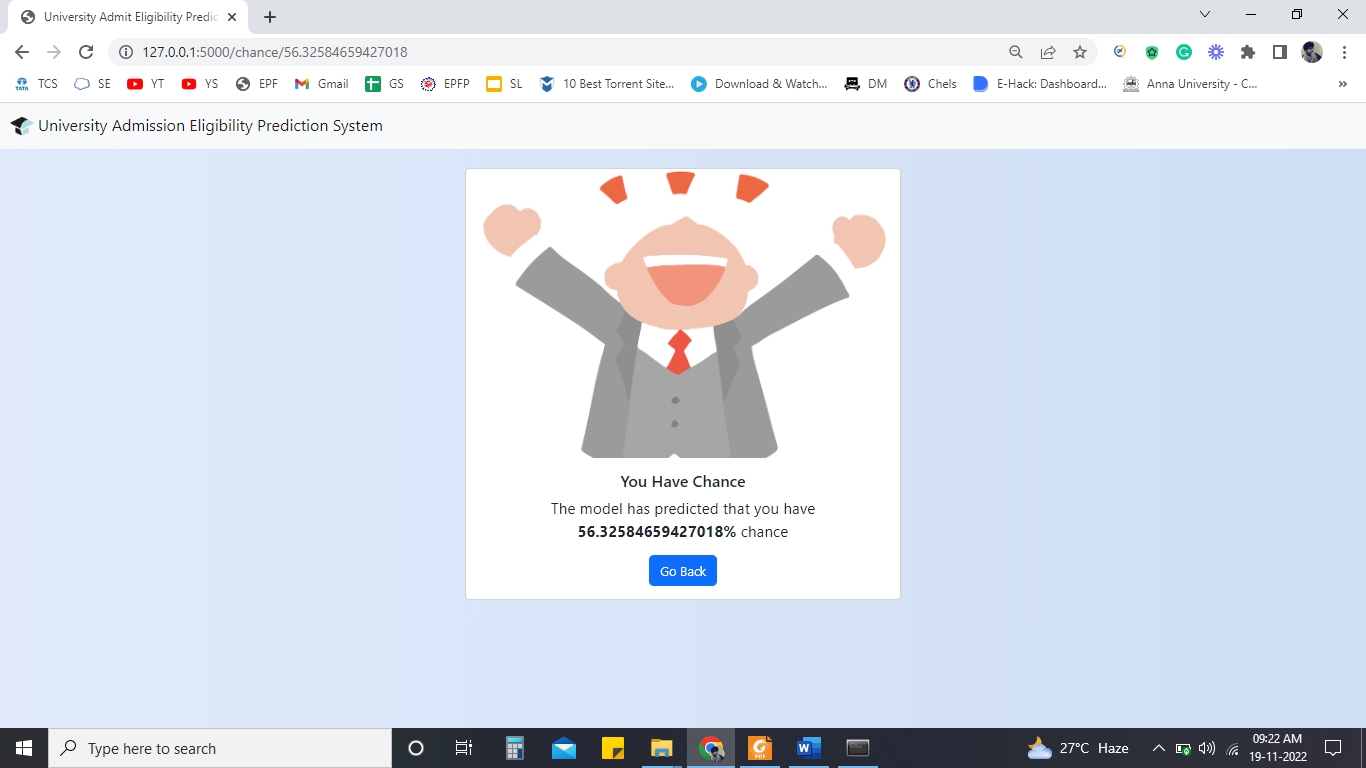 University Admit Eligibility Predic
127.0.0.1:5000/chance/56.32584659427018
TATA TCS SE YT YS EPF Gmail GS EPFP SL 10 Best Torrent Site... Download & Watch... DM Chels E-Hack: Dashboard... Anna University - C... »
University Admission Eligibility Prediction System
You Have Chance
The model has predicted that you have
56.32584659427018% chance
Go Back
Type here to search
PDF
27°C Haze
09:22 AM
19-11-2022